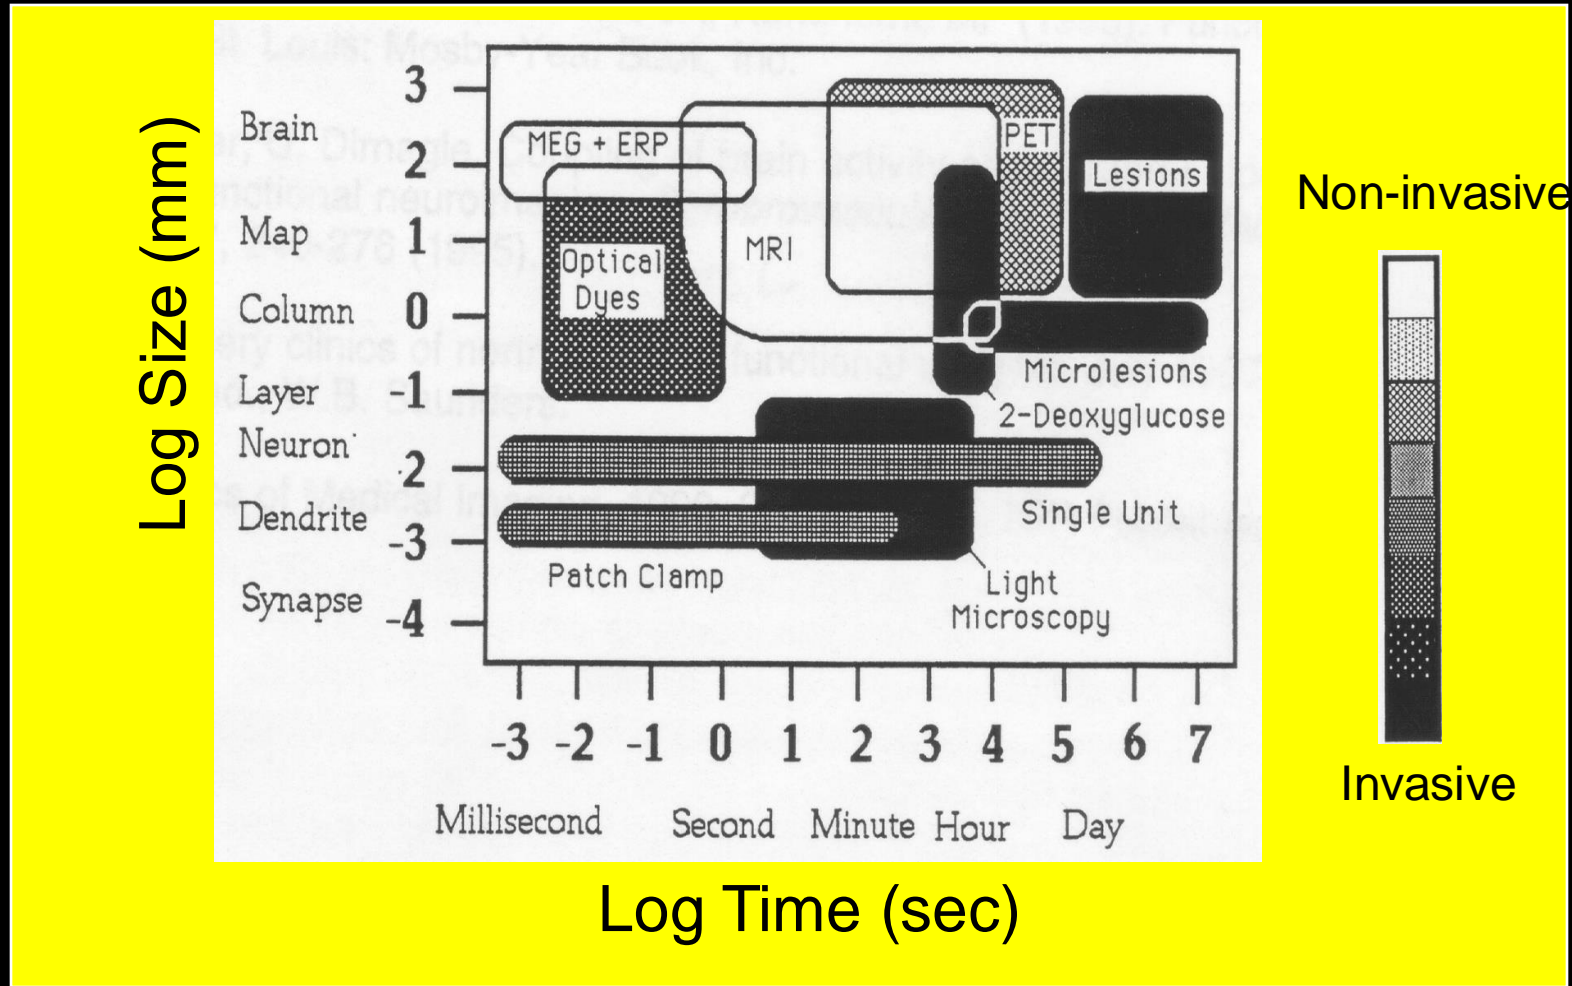 Log Size (mm)
3
2
1
0
-1
-2
-3
-4
Brain
Map
Column
Layer
Neuron
Dendrite
Synapse
MEG + ERP
Optical
Dyes
MRI
PET
Lesions
Microlesions
2-Deoxyglucose
Single Unit
Patch Clamp
Light
Microscopy
-3 -2 -1 0 1 2 3 4 5 6 7
Millisecond Second Minute Hour Day
Log Time (sec)
Non-invasive
Invasive